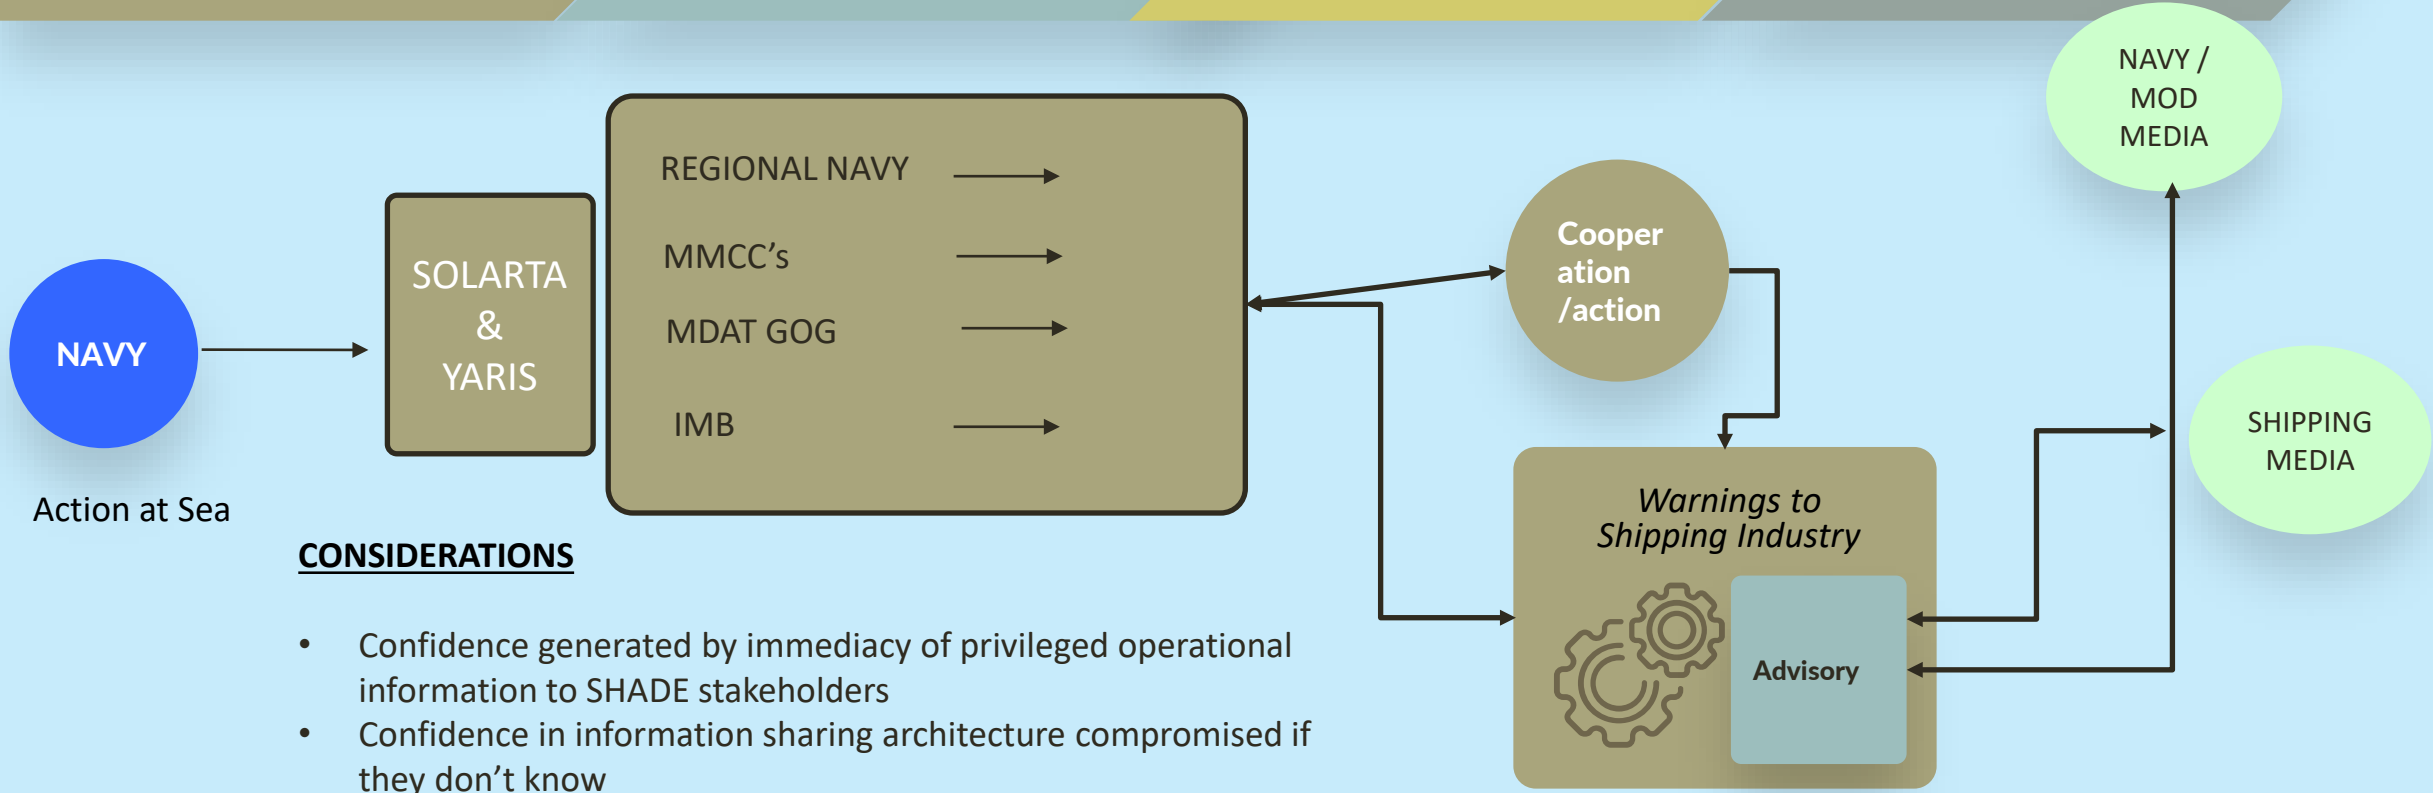 NAVY /
MOD
MEDIA
REGIONAL NAVY
MMCC’s
MDAT GOG
IMB
SOLARTA
&
YARIS
NAVY
Action at Sea
Cooper
ation
/action
SHIPPING
MEDIA
Warnings to
Shipping Industry
Advisory
CONSIDERATIONS
• Confidence generated by immediacy of privileged operational
information to SHADE stakeholders
• Confidence in information sharing architecture compromised if
they don’t know